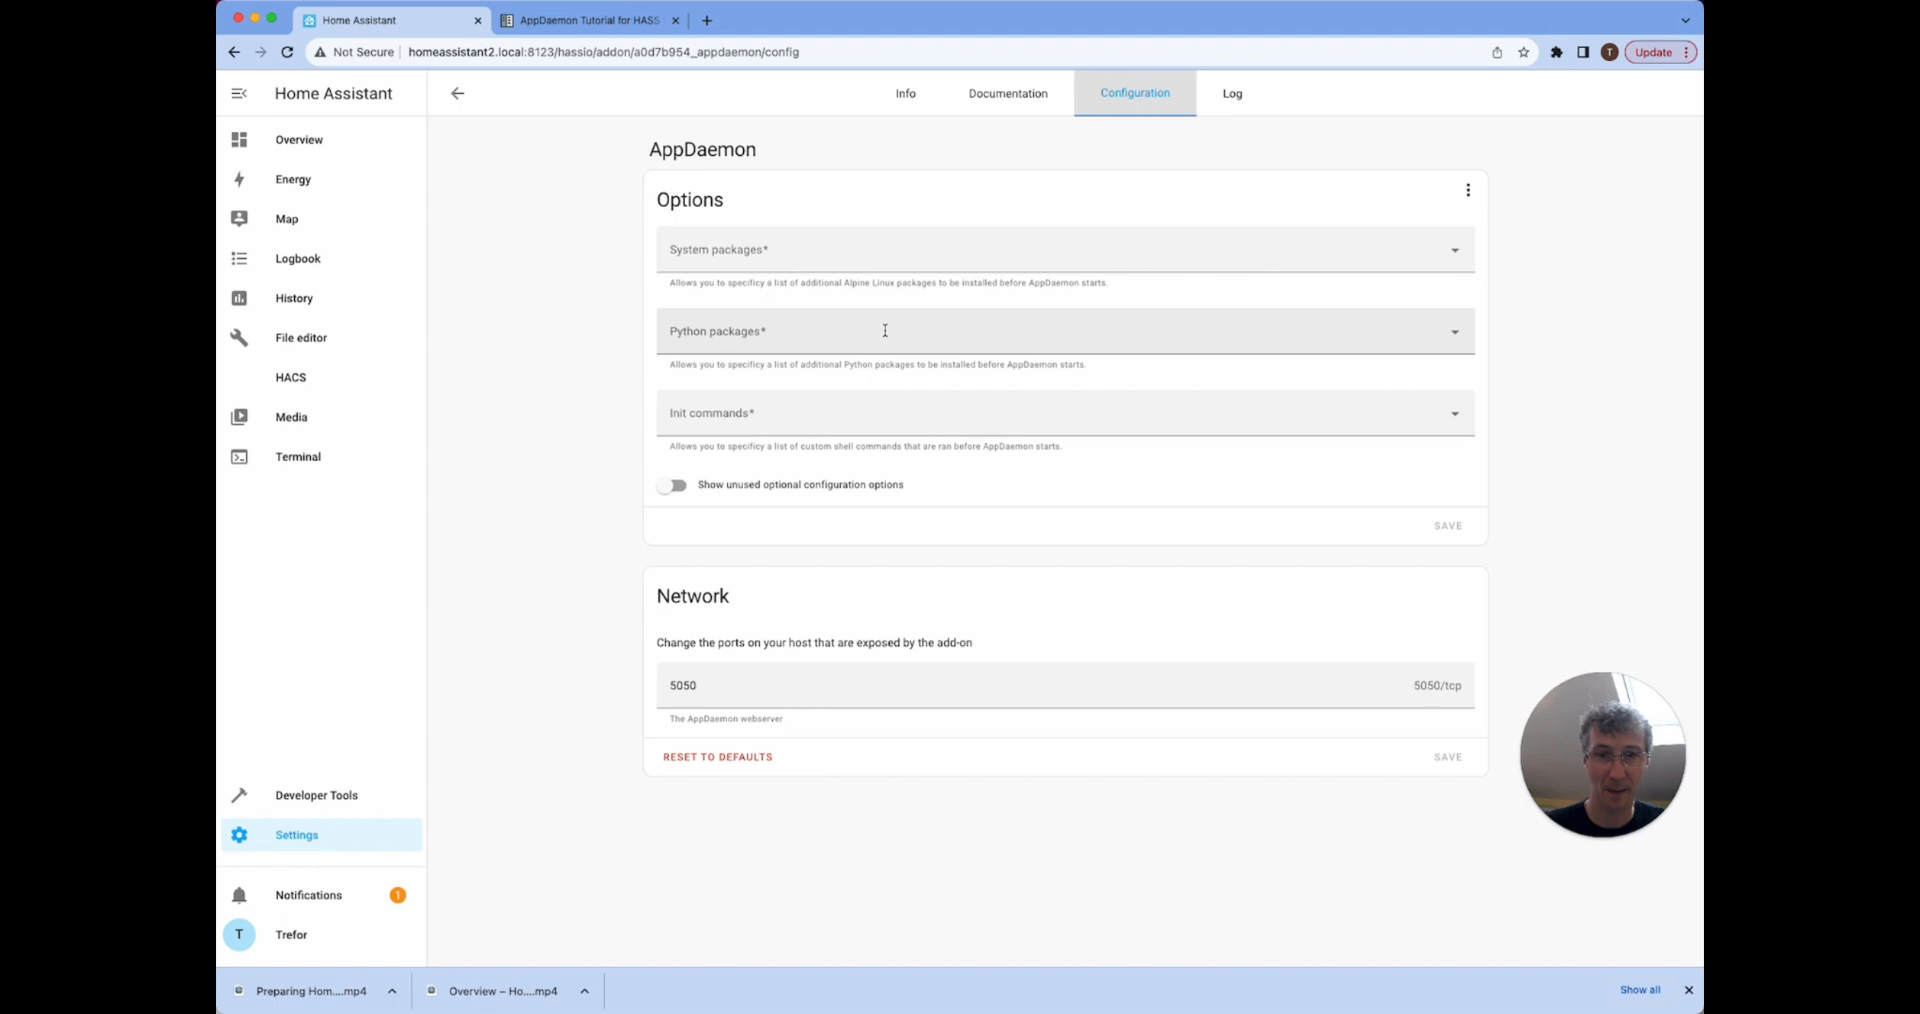 Home Assistant
AppDaemon Tutorial for HASS
Not Secure
homeassistant2.local:8123/hassio/addon/a0d7b954_appdaemon/config
T
Update
Home Assistant
Info
Documentation
Configuration
Log
Overview
Energy
Map
Logbook
History
File editor
HACS
Media
Terminal
Developer Tools
Settings
Notifications
1
T
Trefor
AppDaemon
Options
System packages*
Allows you to specificy a list of additional Alpine Linux packages to be installed before AppDaemon starts.
Python packages*
Allows you to specificy a list of additional Python packages to be installed before AppDaemon starts.
Init commands*
Allows you to specificy a list of custom shell commands that are ran before AppDaemon starts.
Show unused optional configuration options
SAVE
Network
Change the ports on your host that are exposed by the add-on
5050
5050/tcp
The AppDaemon webserver
RESET TO DEFAULTS
SAVE
Preparing Hom....mp4
Overview – Ho....mp4
Show all